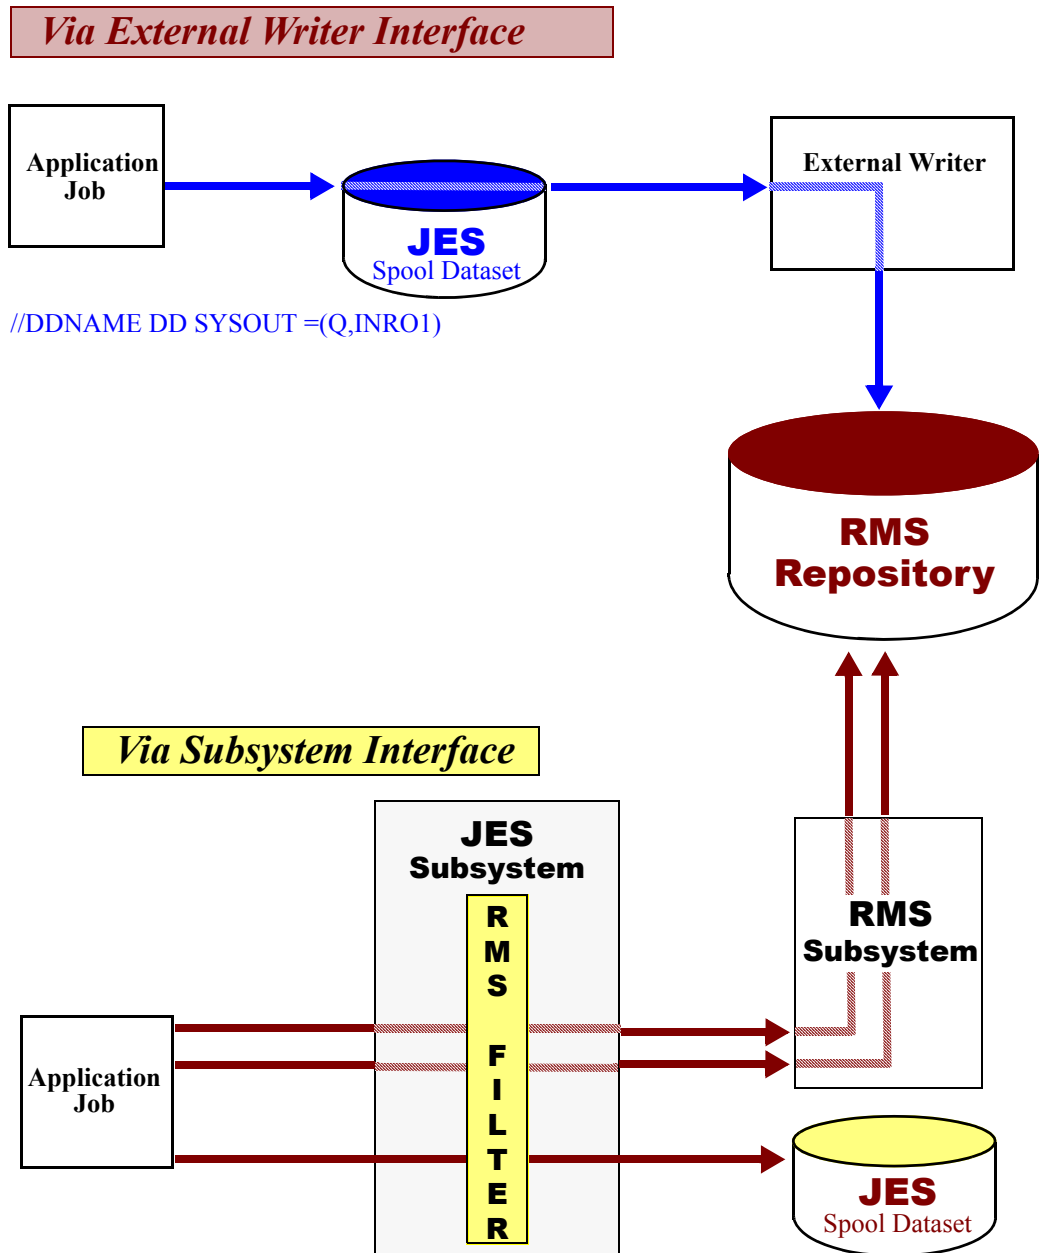 Via External Writer Interface
Application
Job
External Writer
JES
Spool Dataset
//DDNAME DD SYSOUT =(Q,INRO1)
RMS
Repository
Via Subsystem Interface
JES
Subsystem
R
M
S
F
I
L
T
E
R
RMS
Subsystem
Application
Job
JES
Spool Dataset